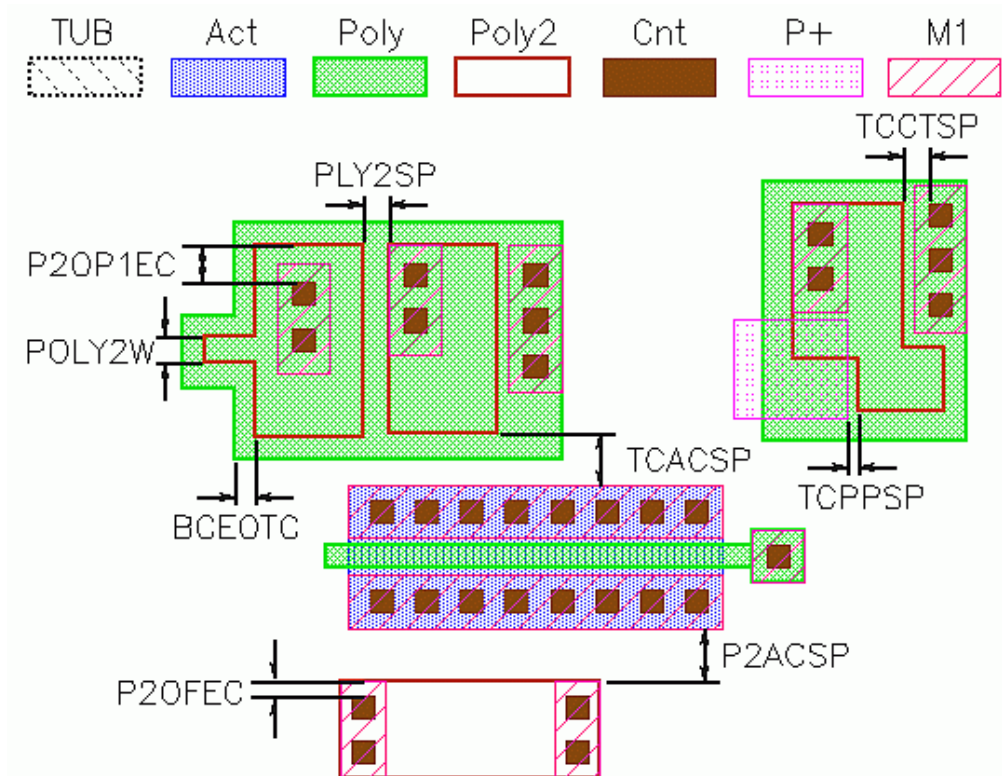 TUB Act Poly Poly2 Cnt P+ M1
TCCTSP
PLY2SP
P2OP1EC
POLY2W
TCACSP
TCPPSP
BCEOTC
P2ACSP
P2OFEC